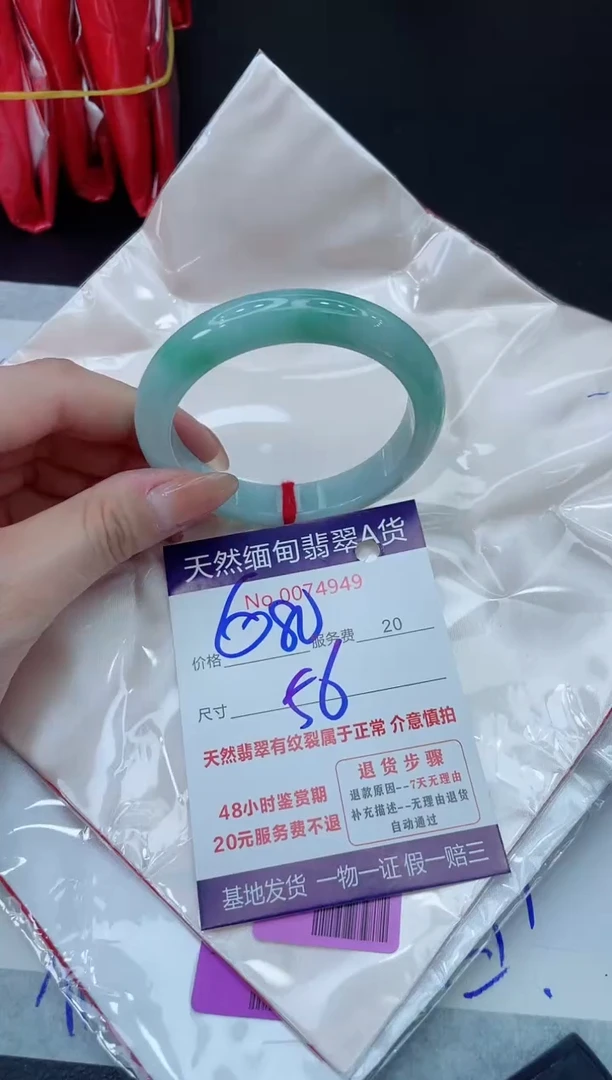 天然缅甸翡翠A货
No.0074949
价格 680 服务费 20
尺寸 56
天然翡翠有纹裂属于正常 介意慎拍
48小时鉴赏期
20元服务费不退
退货步骤
退款原因--7天无理由
补充描述--无理由退货
自动通过
基地发货 一物一证 假一赔三